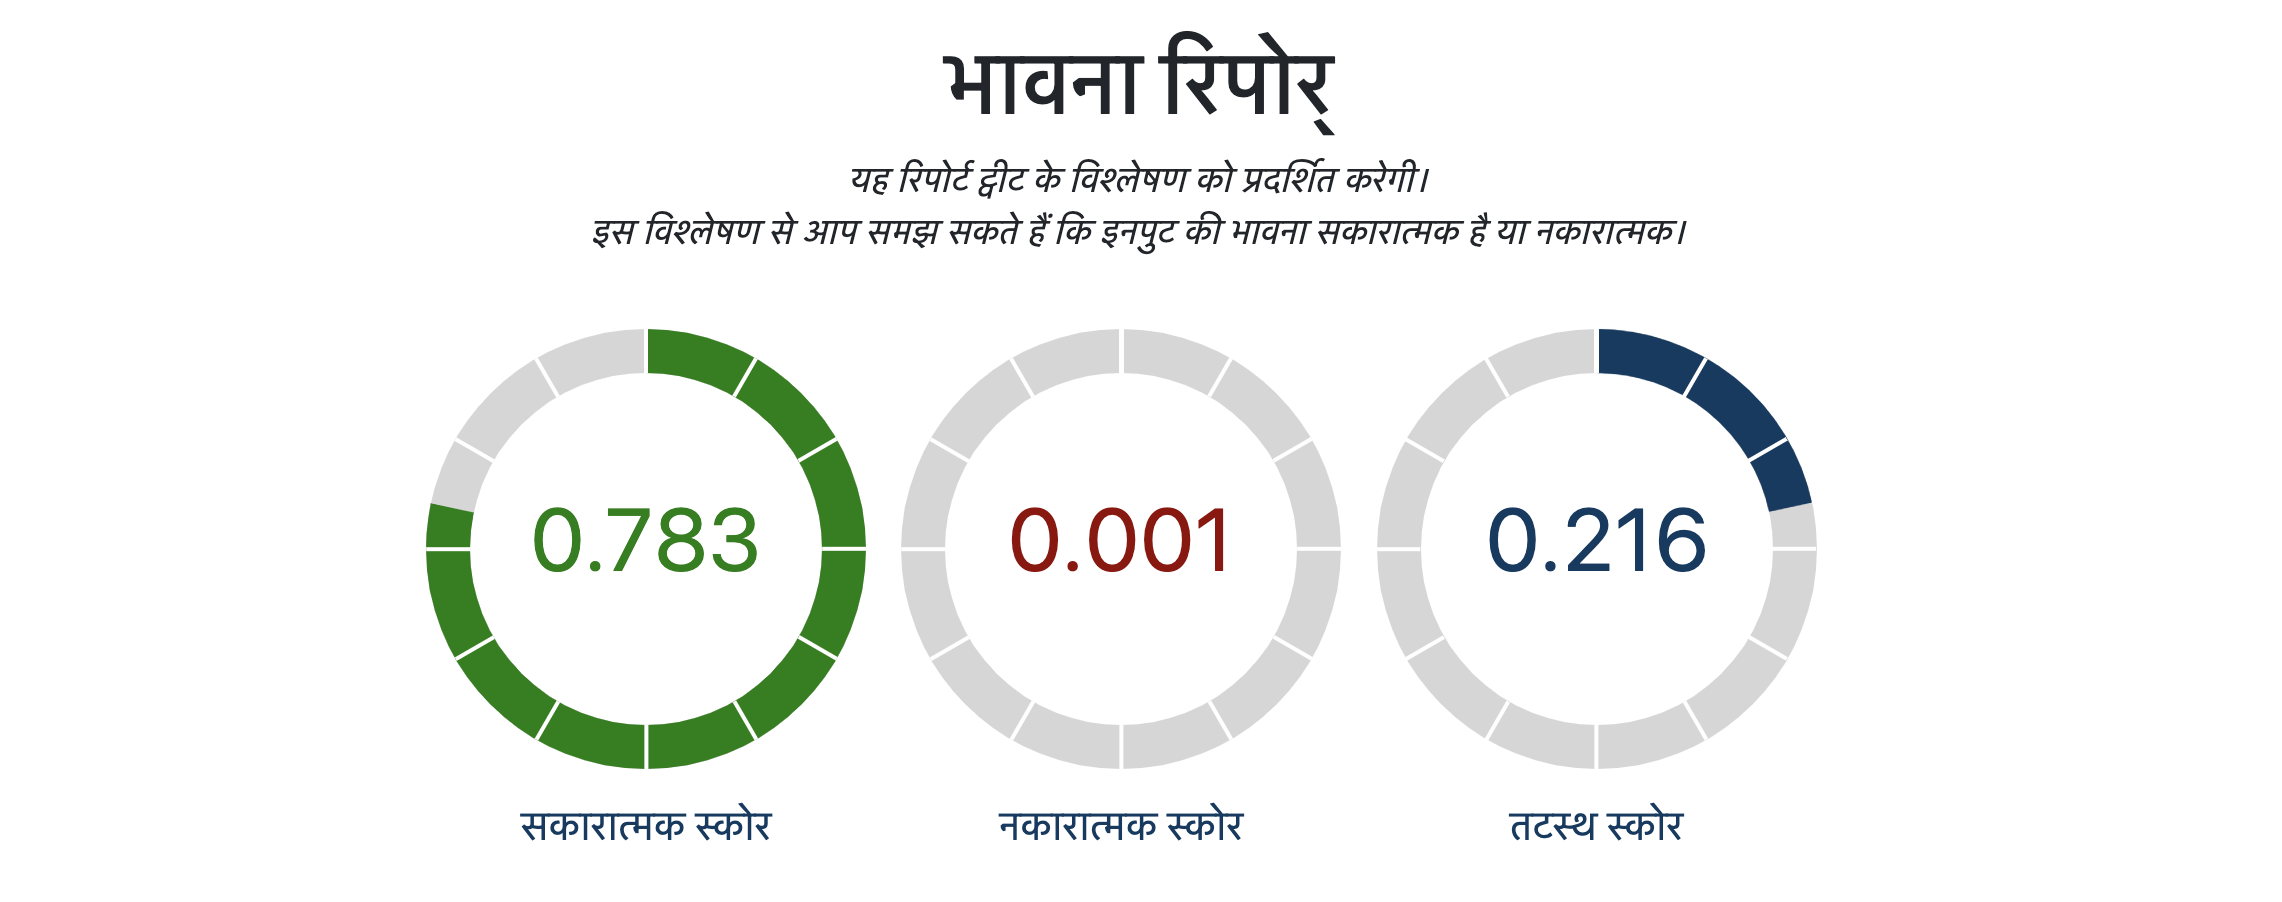 भावना रिपोर्
यह रिपोर्ट ट्वीट के विश्लेषण को प्रदर्शित करेगी।
इस विश्लेषण से आप समझ सकते हैं कि इनपुट की भावना सकारात्मक है या नकारात्मक।
0.783
0.001
0.216
सकारात्मक स्कोर
नकारात्मक स्कोर
तटस्थ स्कोर